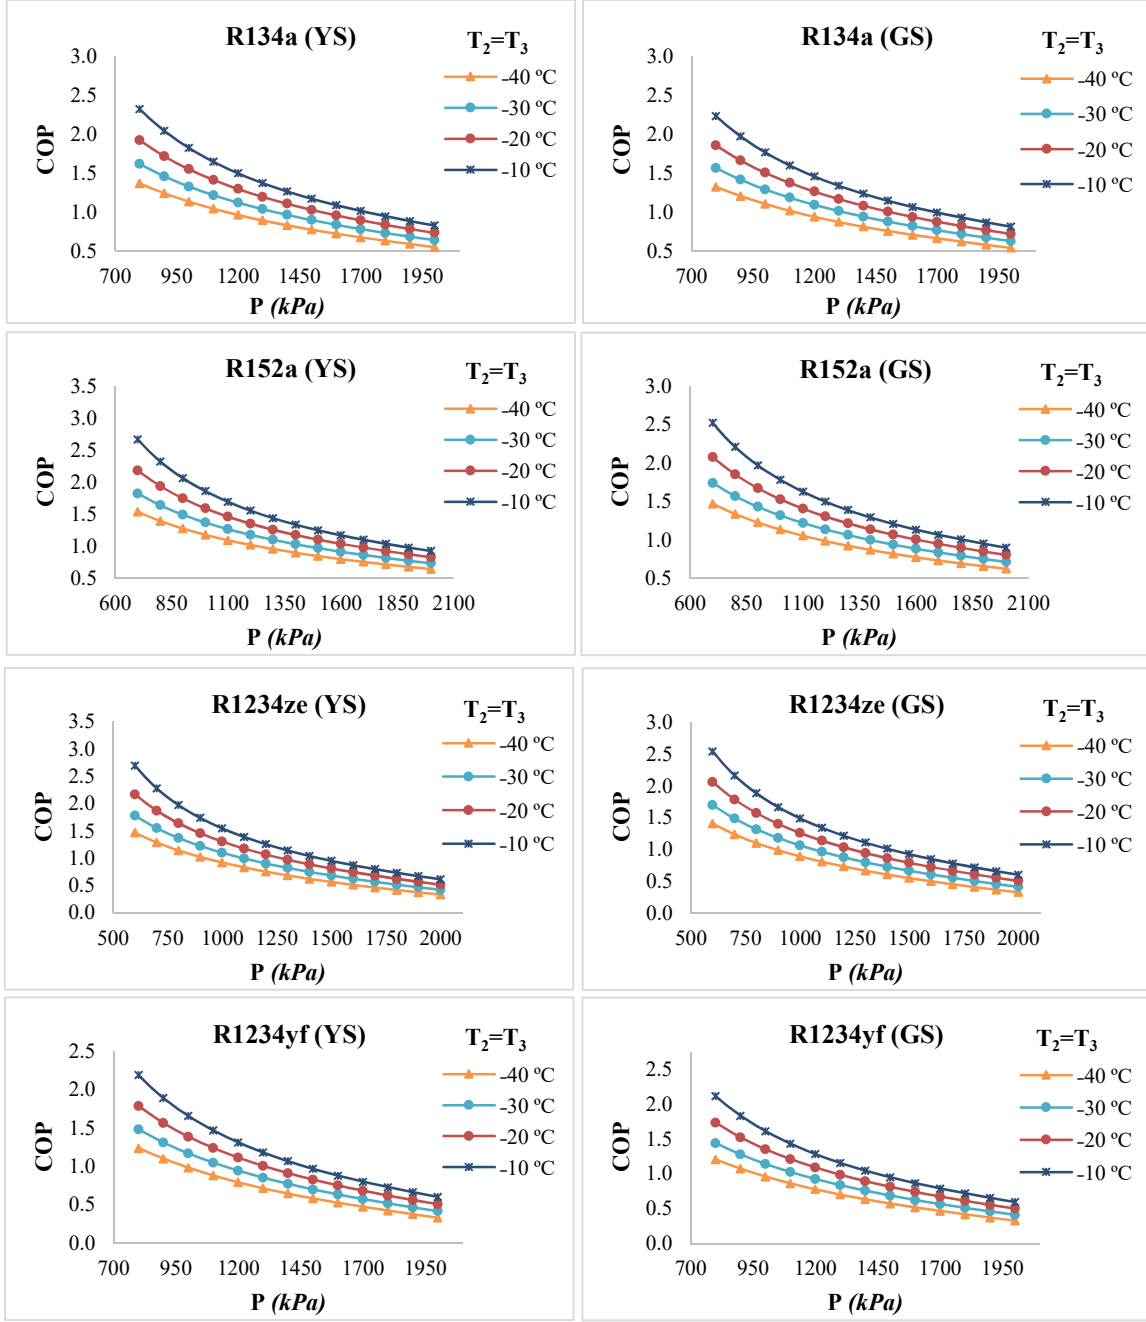 R134a (YS)
T2=T3
3.0
2.5
2.0
1.5
1.0
0.5
COP
-40 ºC
-30 ºC
-20 ºC
-10 ºC
700 950 1200 1450 1700 1950
P (kPa)
R134a (GS)
T2=T3
3.0
2.5
2.0
1.5
1.0
0.5
COP
-40 ºC
-30 ºC
-20 ºC
-10 ºC
700 950 1200 1450 1700 1950
P (kPa)
R152a (YS)
T2=T3
3.5
3.0
2.5
2.0
1.5
1.0
0.5
COP
-40 ºC
-30 ºC
-20 ºC
-10 ºC
600 850 1100 1350 1600 1850 2100
P (kPa)
R152a (GS)
T2=T3
3.0
2.5
2.0
1.5
1.0
0.5
COP
-40 ºC
-30 ºC
-20 ºC
-10 ºC
600 850 1100 1350 1600 1850 2100
P (kPa)
R1234ze (YS)
T2=T3
3.5
3.0
2.5
2.0
1.5
1.0
0.5
0.0
COP
-40 ºC
-30 ºC
-20 ºC
-10 ºC
500 750 1000 1250 1500 1750 2000
P (kPa)
R1234ze (GS)
T2=T3
3.0
2.5
2.0
1.5
1.0
0.5
0.0
COP
-40 ºC
-30 ºC
-20 ºC
-10 ºC
500 750 1000 1250 1500 1750 2000
P (kPa)
R1234yf (YS)
T2=T3
2.5
2.0
1.5
1.0
0.5
0.0
COP
-40 ºC
-30 ºC
-20 ºC
-10 ºC
700 950 1200 1450 1700 1950
P (kPa)
R1234yf (GS)
T2=T3
2.5
2.0
1.5
1.0
0.5
0.0
COP
-40 ºC
-30 ºC
-20 ºC
-10 ºC
700 950 1200 1450 1700 1950
P (kPa)